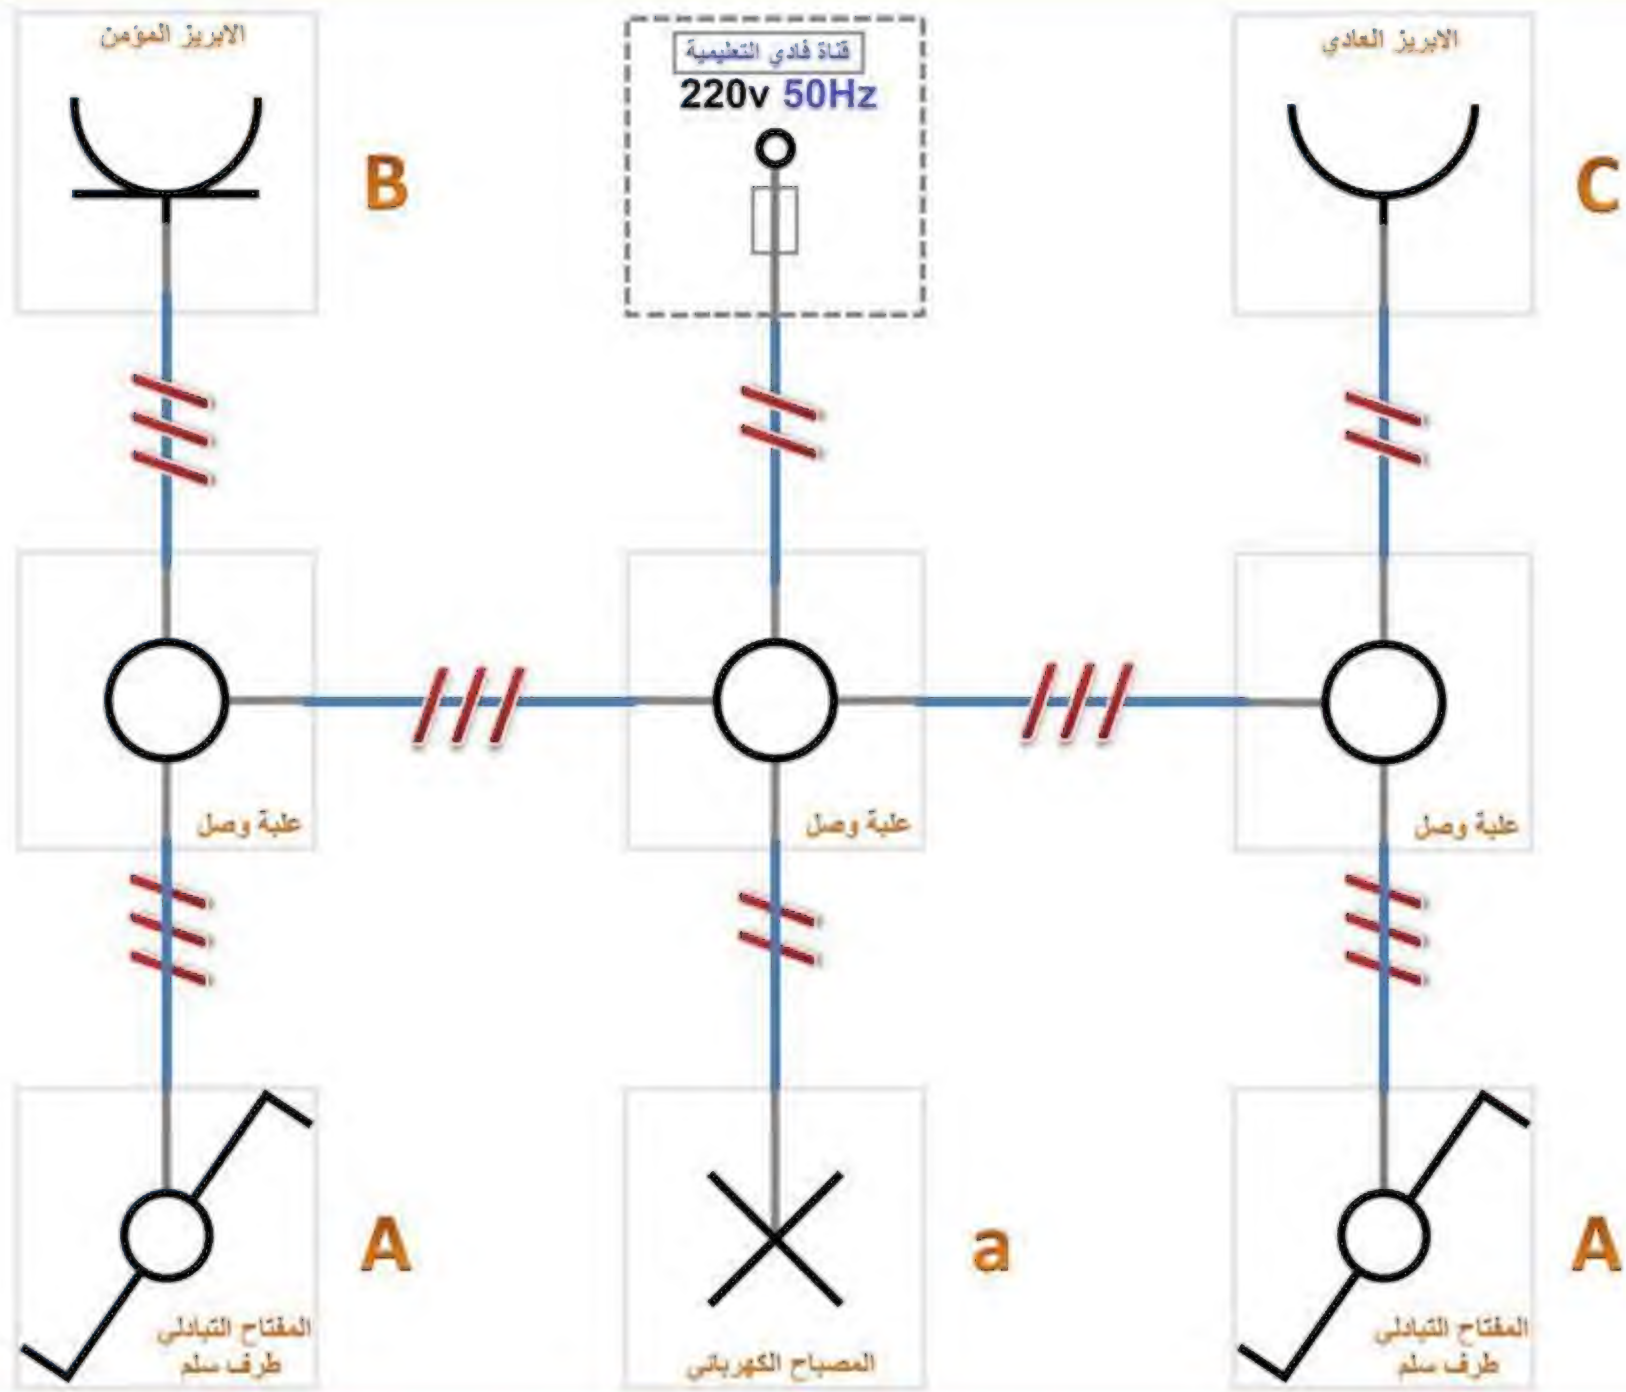 الابريز المؤمن
قناة فادي التعليمية
220v 50Hz
الابريز العادي
B
C
علبة وصل
علبة وصل
علبة وصل
A
a
A
المفتاح التبادلي
طرف سلم
المصباح الكهربائي
المفتاح التبادلي
طرف سلم